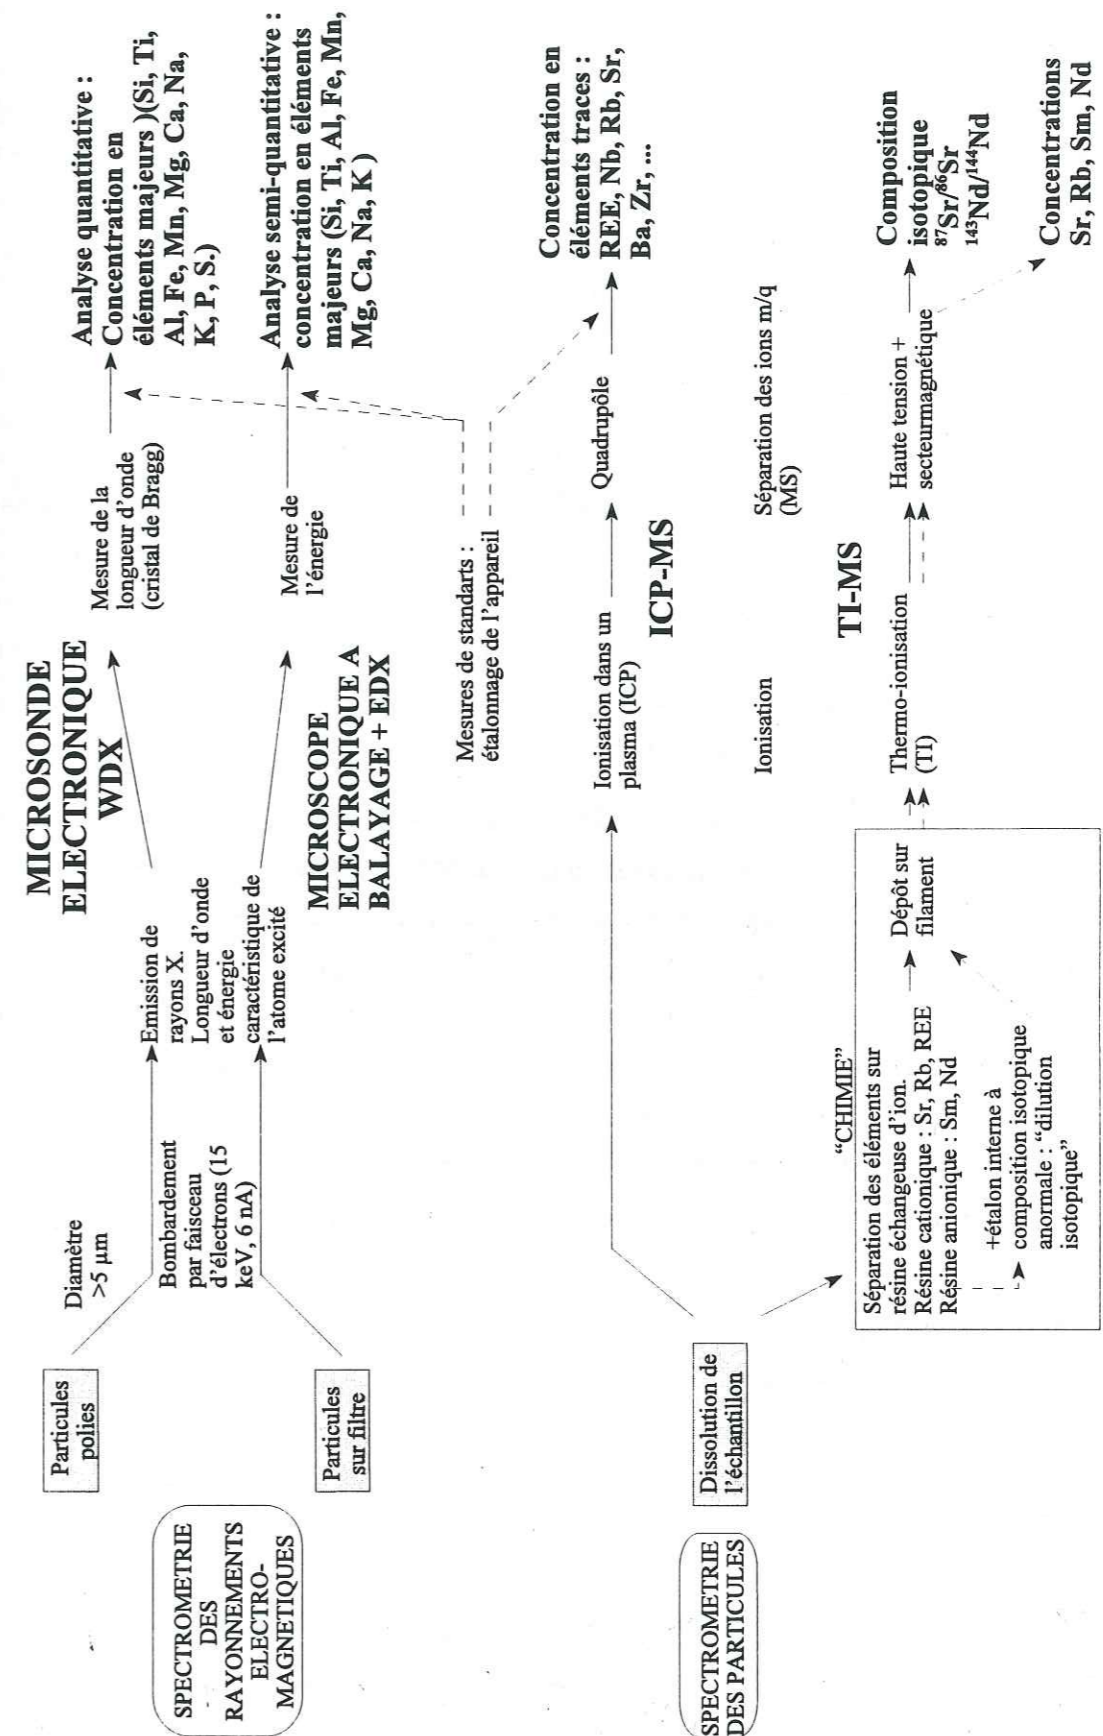 SPECTROMETRIE
DES
RAYONNEMENTS
ELECTRO-
MAGNETIQUES
Particules
polies
Particules
sur filtre
Diamètre
>5 µm
Bombardement
par faisceau
d'électrons (15
keV, 6 nA)
Emission de
rayons X.
Longueur d'onde
et énergie
caractéristique de
l'atome excité
MICROSONDE
ELECTRONIQUE
WDX
MICROSCOPE
ELECTRONIQUE A
BALAYAGE + EDX
Mesure de la
longueur d'onde
(cristal de Bragg)
Mesure de
l'énergie
Analyse quantitative :
Concentration en
éléments majeurs )(Si, Ti,
Al, Fe, Mn, Mg, Ca, Na,
K, P, S.)
Analyse semi-quantitative :
concentration en éléments
majeurs (Si, Ti, Al, Fe, Mn,
Mg, Ca, Na, K )
Mesures de standarts :
étalonnage de l'appareil
SPECTROMETRIE
DES PARTICULES
Dissolution de
l'échantillon
Ionisation dans un
plasma (ICP)
Quadrupôle
Concentration en
éléments traces :
REE, Nb, Rb, Sr,
Ba, Zr, ...
ICP-MS
Ionisation
Séparation des ions m/q
(MS)
TI-MS
"CHIMIE"
Séparation des éléments sur
résine échangeuse d'ion.
Résine cationique : Sr, Rb, REE
Résine anionique : Sm, Nd
+étalon interne à
composition isotopique
anormale : "dilution
isotopique"
Dépôt sur
filament
Thermo-ionisation
(TI)
Haute tension +
secteurmagnétique
Composition
isotopique
⁸⁷Sr/⁸⁶Sr
¹⁴³Nd/¹⁴⁴Nd
Concentrations
Sr, Rb, Sm, Nd